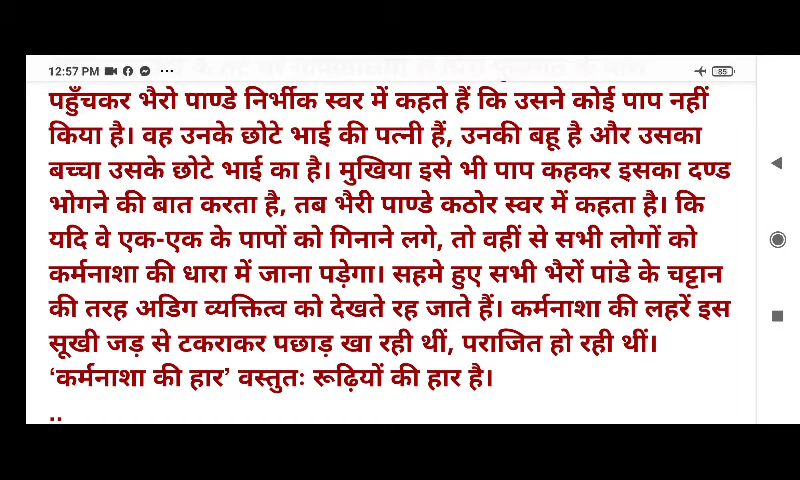 12:57 PM ...
85
पहुँचकर भैरो पाण्डे निर्भीक स्वर में कहते हैं कि उसने कोई पाप नहीं
किया है। वह उनके छोटे भाई की पत्नी हैं, उनकी बहू है और उसका
बच्चा उसके छोटे भाई का है। मुखिया इसे भी पाप कहकर इसका दण्ड
भोगने की बात करता है, तब भैरी पाण्डे कठोर स्वर में कहता है। कि
यदि वे एक-एक के पापों को गिनाने लगे, तो वहीं से सभी लोगों को
कर्मनाशा की धारा में जाना पड़ेगा। सहमे हुए सभी भैरों पांडे के चट्टान
की तरह अडिग व्यक्तित्व को देखते रह जाते हैं। कर्मनाशा की लहरें इस
सूखी जड़ से टकराकर पछाड़ खा रही थीं, पराजित हो रही थीं।
‘कर्मनाशा की हार’ वस्तुतः रूढ़ियों की हार है।
..